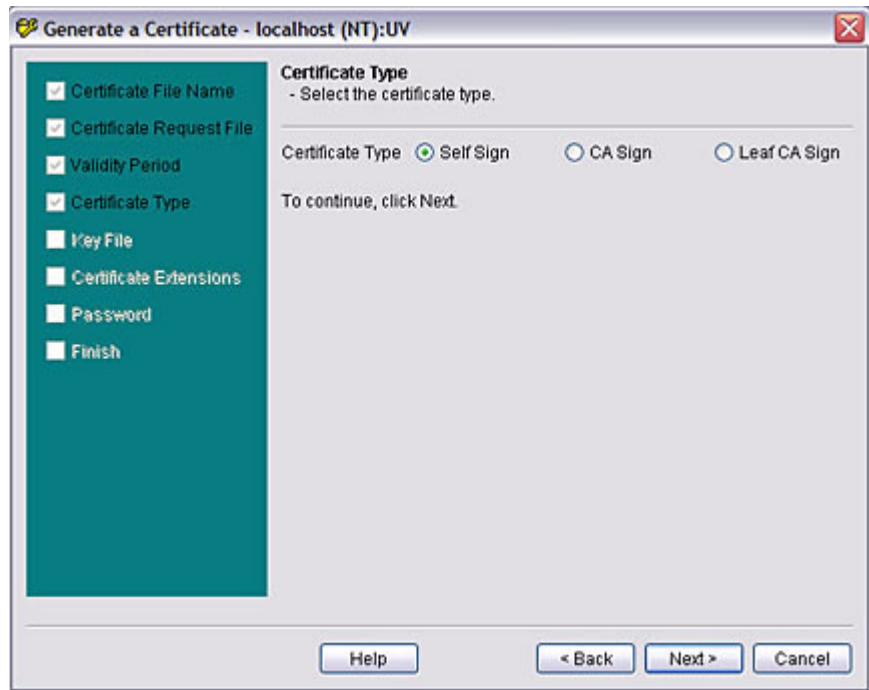 Generate a Certificate - localhost (NT):UV
Certificate File Name
Certificate Request File
Validity Period
Certificate Type
Key File
Certificate Extensions
Password
Finish
Certificate Type
- Select the certificate type.
Certificate Type Self Sign CA Sign Leaf CA Sign
To continue, click Next.
Help < Back Next > Cancel